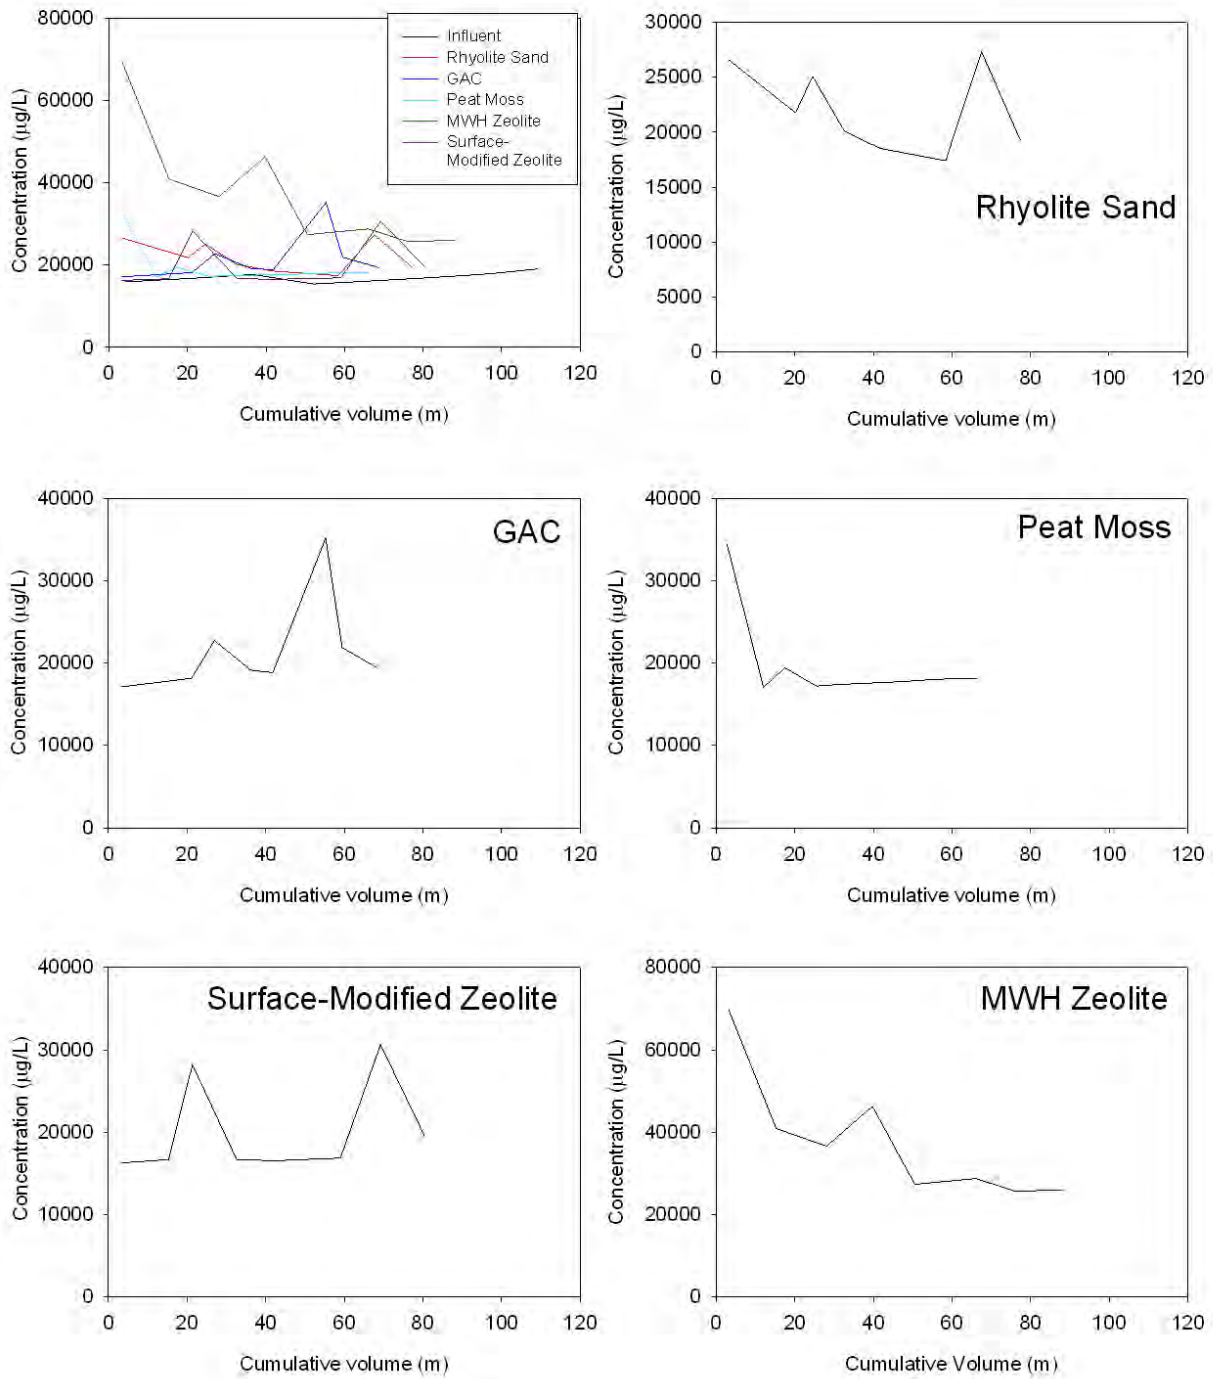 80000
60000
40000
20000
0
Concentration (μg/L)
0 20 40 60 80 100 120
Cumulative volume (m)
Influent
Rhyolite Sand
GAC
Peat Moss
MWH Zeolite
Surface-
Modified Zeolite
30000
25000
20000
15000
10000
5000
0
Concentration (μg/L)
Rhyolite Sand
0 20 40 60 80 100 120
Cumulative volume (m)
40000
30000
20000
10000
0
Concentration (μg/L)
GAC
0 20 40 60 80 100 120
Cumulative volume (m)
40000
30000
20000
10000
0
Concentration (μg/L)
Peat Moss
0 20 40 60 80 100 120
Cumulative volume (m)
40000
30000
20000
10000
0
Concentration (μg/L)
Surface-Modified Zeolite
0 20 40 60 80 100 120
Cumulative volume (m)
80000
60000
40000
20000
0
Concentration (μg/L)
MWH Zeolite
0 20 40 60 80 100 120
Cumulative Volume (m)